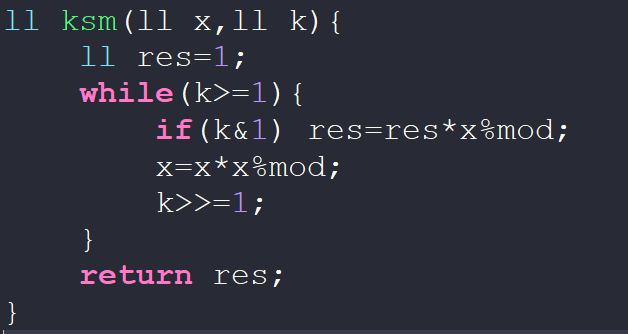 ll ksm(ll x,ll k){
    ll res=1;
    while(k>=1){
        if(k&1) res=res*x%mod;
        x=x*x%mod;
        k>>=1;
    }
    return res;
}